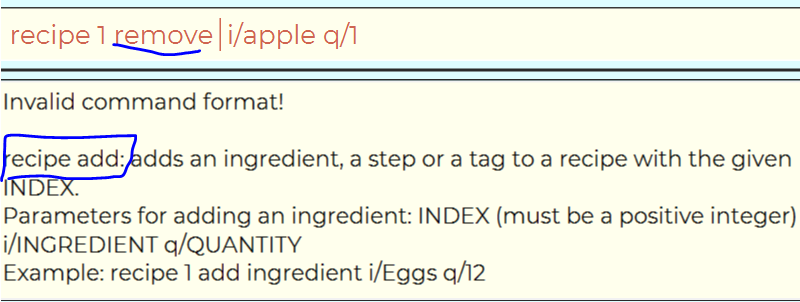 recipe 1 remove i/apple q/1
Invalid command format!
recipe add: adds an ingredient, a step or a tag to a recipe with the given
INDEX.
Parameters for adding an ingredient: INDEX (must be a positive integer)
i/INGREDIENT q/QUANTITY
Example: recipe 1 add ingredient i/Eggs q/12